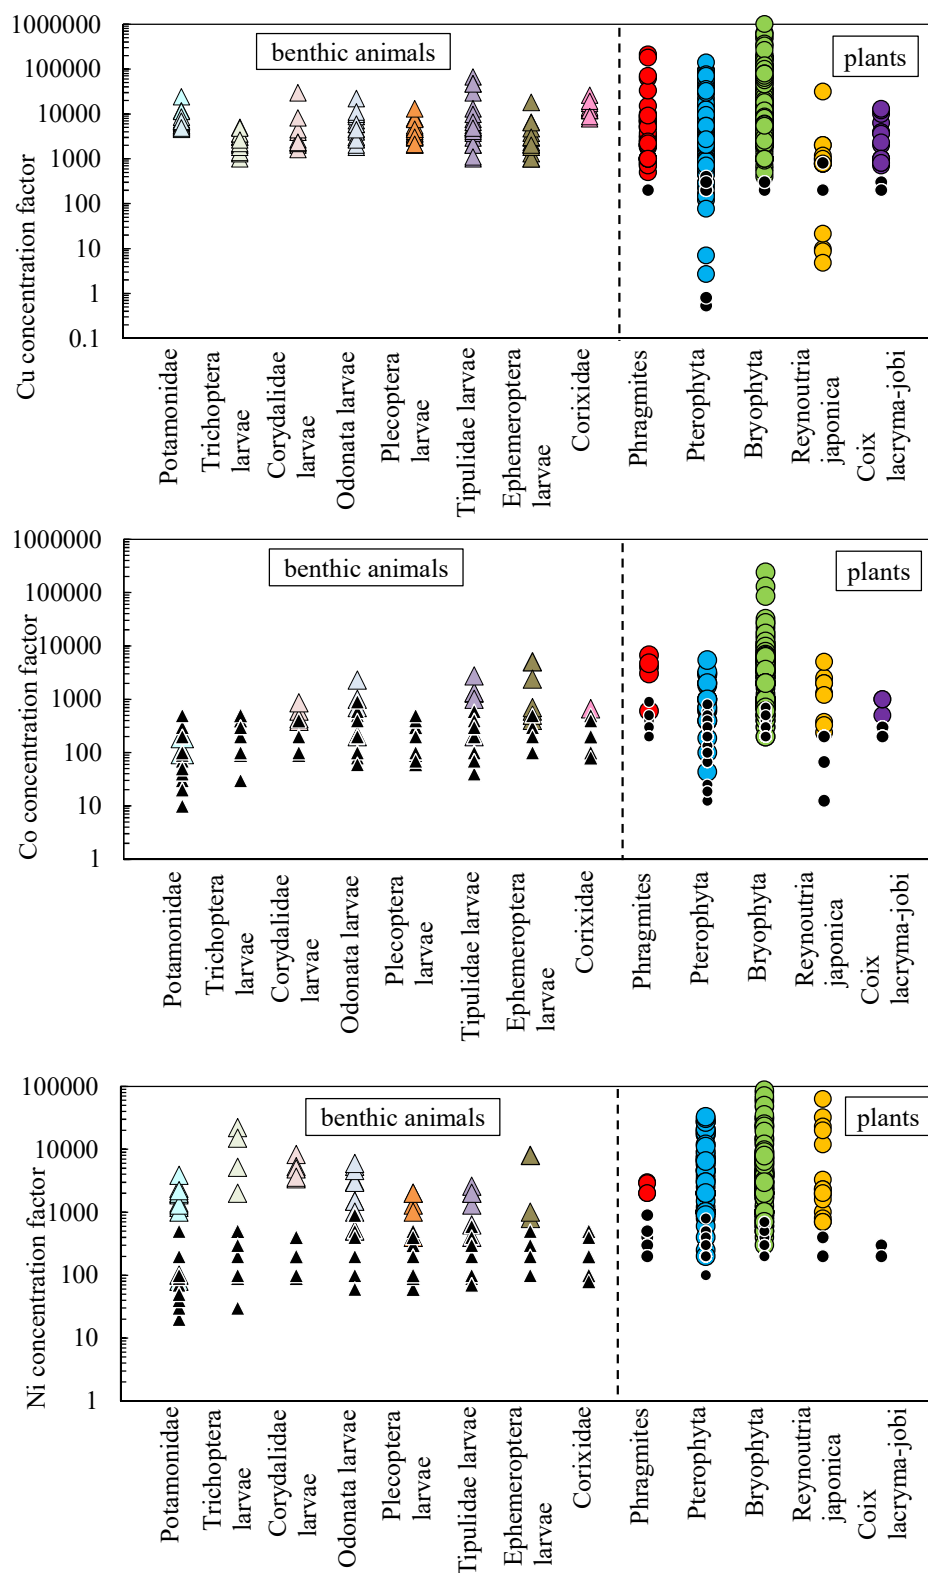 Cu concentration factor
1000000
100000
10000
1000
100
10
1
0.1
benthic animals
plants
Potamonidae
Trichoptera
larvae
Corydalidae
larvae
Odonata larvae
Plecoptera
larvae
Tipulidae larvae
Ephemeroptera
larvae
Corixidae
Phragmites
Pterophyta
Bryophyta
Reynoutria
japonica
Coix
lacryma-jobi
Co concentration factor
1000000
100000
10000
1000
100
10
1
benthic animals
plants
Potamonidae
Trichoptera
larvae
Corydalidae
larvae
Odonata larvae
Plecoptera
larvae
Tipulidae larvae
Ephemeroptera
larvae
Corixidae
Phragmites
Pterophyta
Bryophyta
Reynoutria
japonica
Coix
lacryma-jobi
Ni concentration factor
100000
10000
1000
100
10
1
benthic animals
plants
Potamonidae
Trichoptera
larvae
Corydalidae
larvae
Odonata larvae
Plecoptera
larvae
Tipulidae larvae
Ephemeroptera
larvae
Corixidae
Phragmites
Pterophyta
Bryophyta
Reynoutria
japonica
Coix
lacryma-jobi